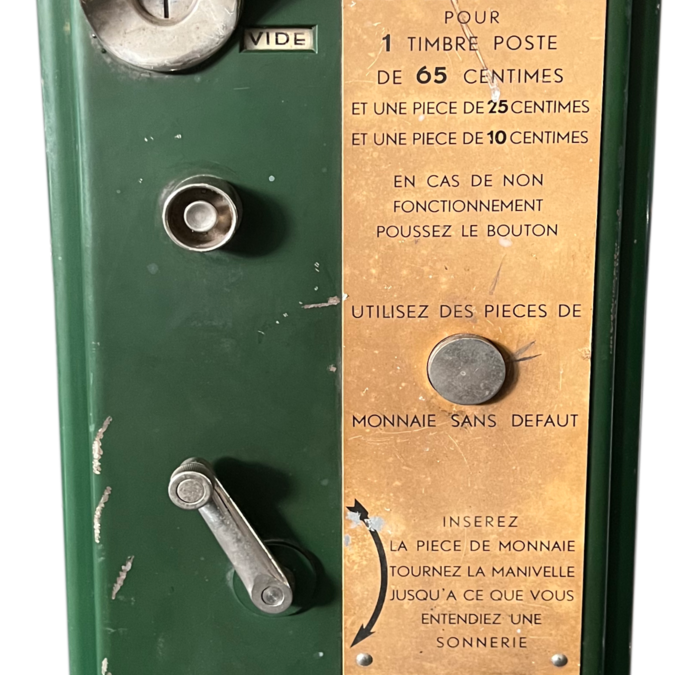 VIDE
POUR
1 TIMBRE POSTE
DE 65 CENTIMES
ET UNE PIECE DE 25 CENTIMES
ET UNE PIECE DE 10 CENTIMES
EN CAS DE NON
FONCTIONNEMENT
POUSSEZ LE BOUTON
UTILISEZ DES PIECES DE
MONNAIE SANS DEFAUT
INSEREZ
LA PIECE DE MONNAIE
TOURNEZ LA MANIVELLE
JUSQU'A CE QUE VOUS
ENTENDIEZ UNE
SONNERIE